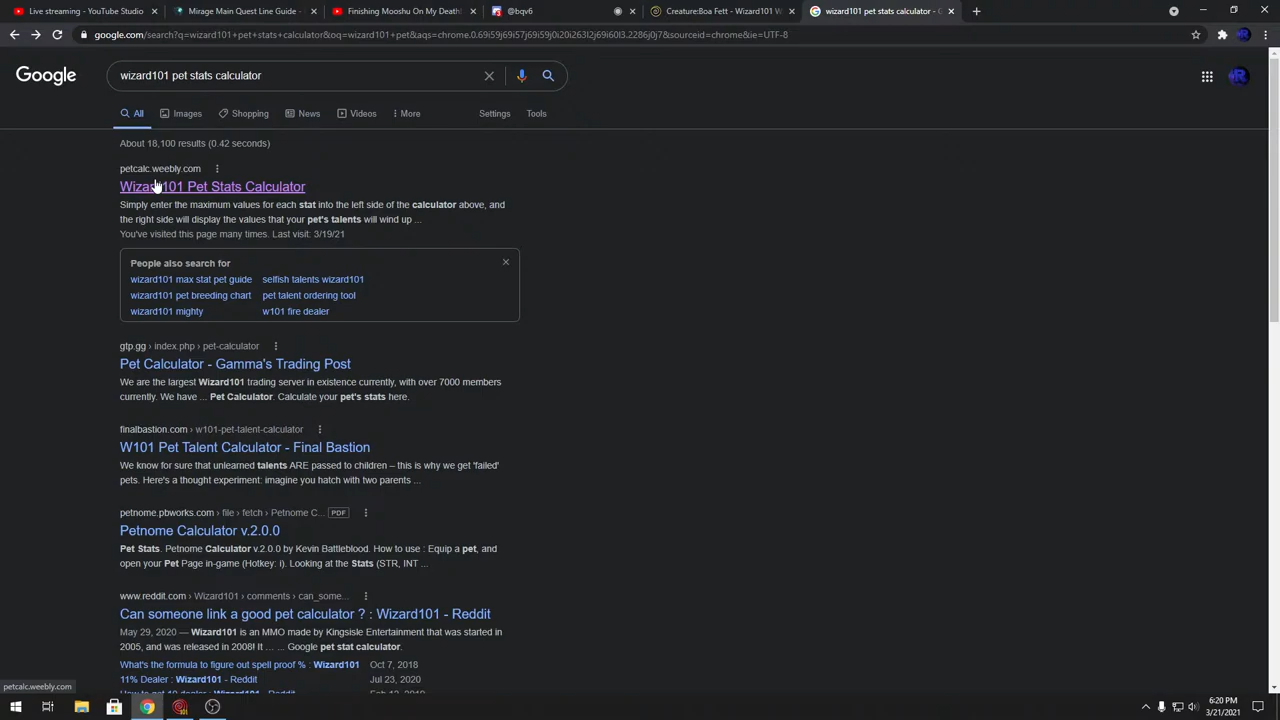 Live streaming - YouTube Studio
Mirage Main Quest Line Guide -
Finishing Mooshu On My Death
@bqv6
Creature:Boa Fett - Wizard101 W
wizard101 pet stats calculator - G
google.com/search?q=wizard101+pet+stats+calculator&oq=wizard101+pet&aqs=chrome.0.69i59j57j69i59j0i20i263l2j69i60l3.2286j0j7&sourceid=chrome&ie=UTF-8
Google
wizard101 pet stats calculator
All
Images
Shopping
News
Videos
More
Settings
Tools
About 18,100 results (0.42 seconds)
petcalc.weebly.com
Wizard101 Pet Stats Calculator
Simply enter the maximum values for each stat into the left side of the calculator above, and
the right side will display the values that your pet's talents will wind up ...
You've visited this page many times. Last visit: 3/19/21
People also search for
wizard101 max stat pet guide
selfish talents wizard101
wizard101 pet breeding chart
pet talent ordering tool
wizard101 mighty
w101 fire dealer
gtp.gg › index.php › pet-calculator
Pet Calculator - Gamma's Trading Post
We are the largest Wizard101 trading server in existence currently, with over 7000 members
currently. We have ... Pet Calculator. Calculate your pet's stats here.
finalbastion.com › w101-pet-talent-calculator
W101 Pet Talent Calculator - Final Bastion
We know for sure that unlearned talents ARE passed to children – this is why we get 'failed'
pets. Here's a thought experiment: imagine you hatch with two parents ...
petnome.pbworks.com › file › fetch › Petnome C... PDF
Petnome Calculator v.2.0.0
Pet Stats. Petnome Calculator v.2.0.0 by Kevin Battleblood. How to use : Equip a pet, and
open your Pet Page in-game (Hotkey: i). Looking at the Stats (STR, INT ...
www.reddit.com › Wizard101 › comments › can_some...
Can someone link a good pet calculator ? : Wizard101 - Reddit
May 29, 2020 — Wizard101 is an MMO made by Kingsisle Entertainment that was started in
2005, and was released in 2008! It ... ... Google pet stat calculator.
What's the formula to figure out spell proof % : Wizard101 Oct 7, 2018
11% Dealer : Wizard101 - Reddit Jul 23, 2020
petcalc.weebly.com
6:20 PM
3/21/2021